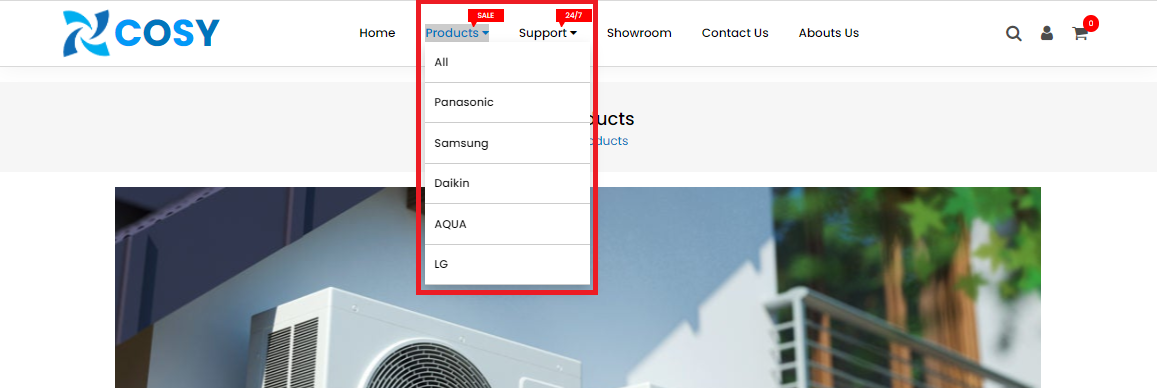 COSY
Home
Products
SALE
Support
24/7
Showroom
Contact Us
Abouts Us
0
All
Panasonic
Samsung
Daikin
AQUA
LG
ucts
ducts